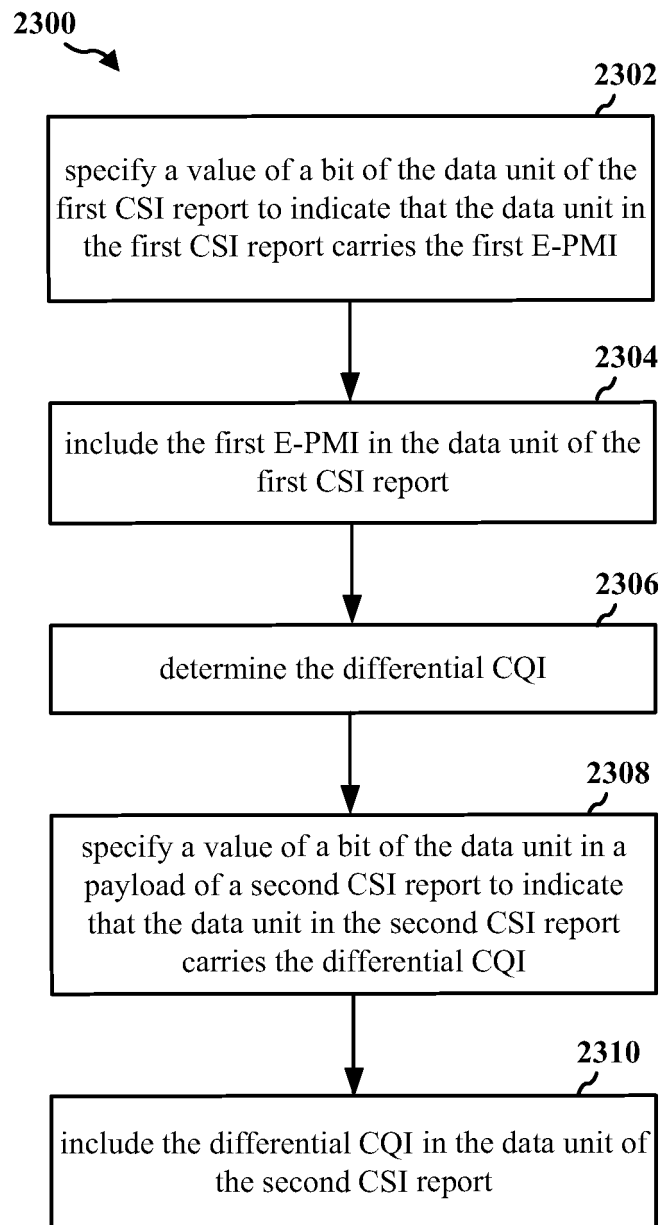 2300
2302
specify a value of a bit of the data unit of the
first CSI report to indicate that the data unit in
the first CSI report carries the first E-PMI
2304
include the first E-PMI in the data unit of the
first CSI report
2306
determine the differential CQI
2308
specify a value of a bit of the data unit in a
payload of a second CSI report to indicate
that the data unit in the second CSI report
carries the differential CQI
2310
include the differential CQI in the data unit of
the second CSI report